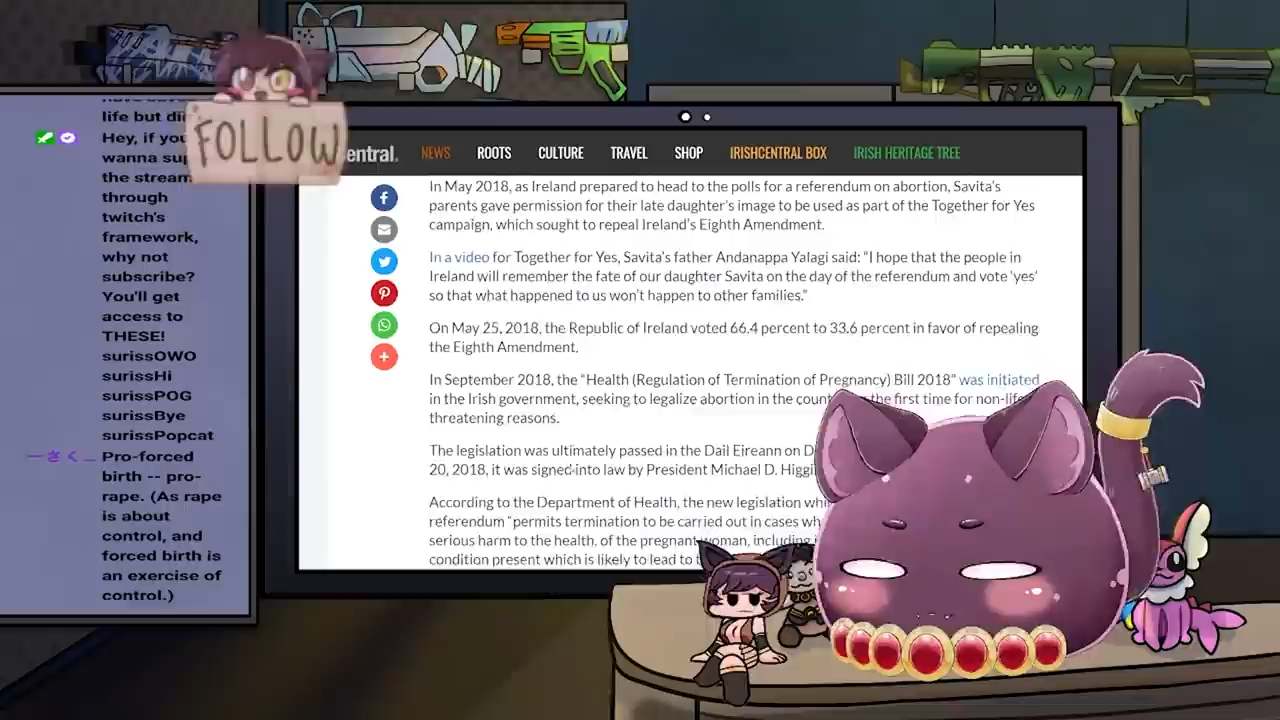 life but di
Hey, if you
wanna su
the stream
through
twitch's
framework,
why not
subscribe?
You'll get
access to
THESE!
surissOWO
surissHi
surissPOG
surissBye
surissPopcat
Pro-forced
birth -- pro-
rape. (As rape
is about
control, and
forced birth is
an exercise of
control.)
FOLLOW
entral.
NEWS
ROOTS
CULTURE
TRAVEL
SHOP
IRISHCENTRAL BOX
IRISH HERITAGE TREE
In May 2018, as Ireland prepared to head to the polls for a referendum on abortion, Savita's
parents gave permission for their late daughter's image to be used as part of the Together for Yes
campaign, which sought to repeal Ireland's Eighth Amendment.
In a video for Together for Yes, Savita's father Andanappa Yalagi said: “I hope that the people in
Ireland will remember the fate of our daughter Savita on the day of the referendum and vote ‘yes’
so that what happened to us won't happen to other families.”
On May 25, 2018, the Republic of Ireland voted 66.4 percent to 33.6 percent in favor of repealing
the Eighth Amendment.
In September 2018, the “Health (Regulation of Termination of Pregnancy) Bill 2018” was initiated
in the Irish government, seeking to legalize abortion in the the first time for non-life
threatening reasons.
The legislation was ultimately passed in the Dail Eireann on D
20, 2018, it was signed into law by President Michael D. Higgi
According to the Department of Health, the new legislation whi
referendum “permits termination to be carried out in cases wh
serious harm to the health, of the pregnant woman, including
condition present which is likely to lead to t